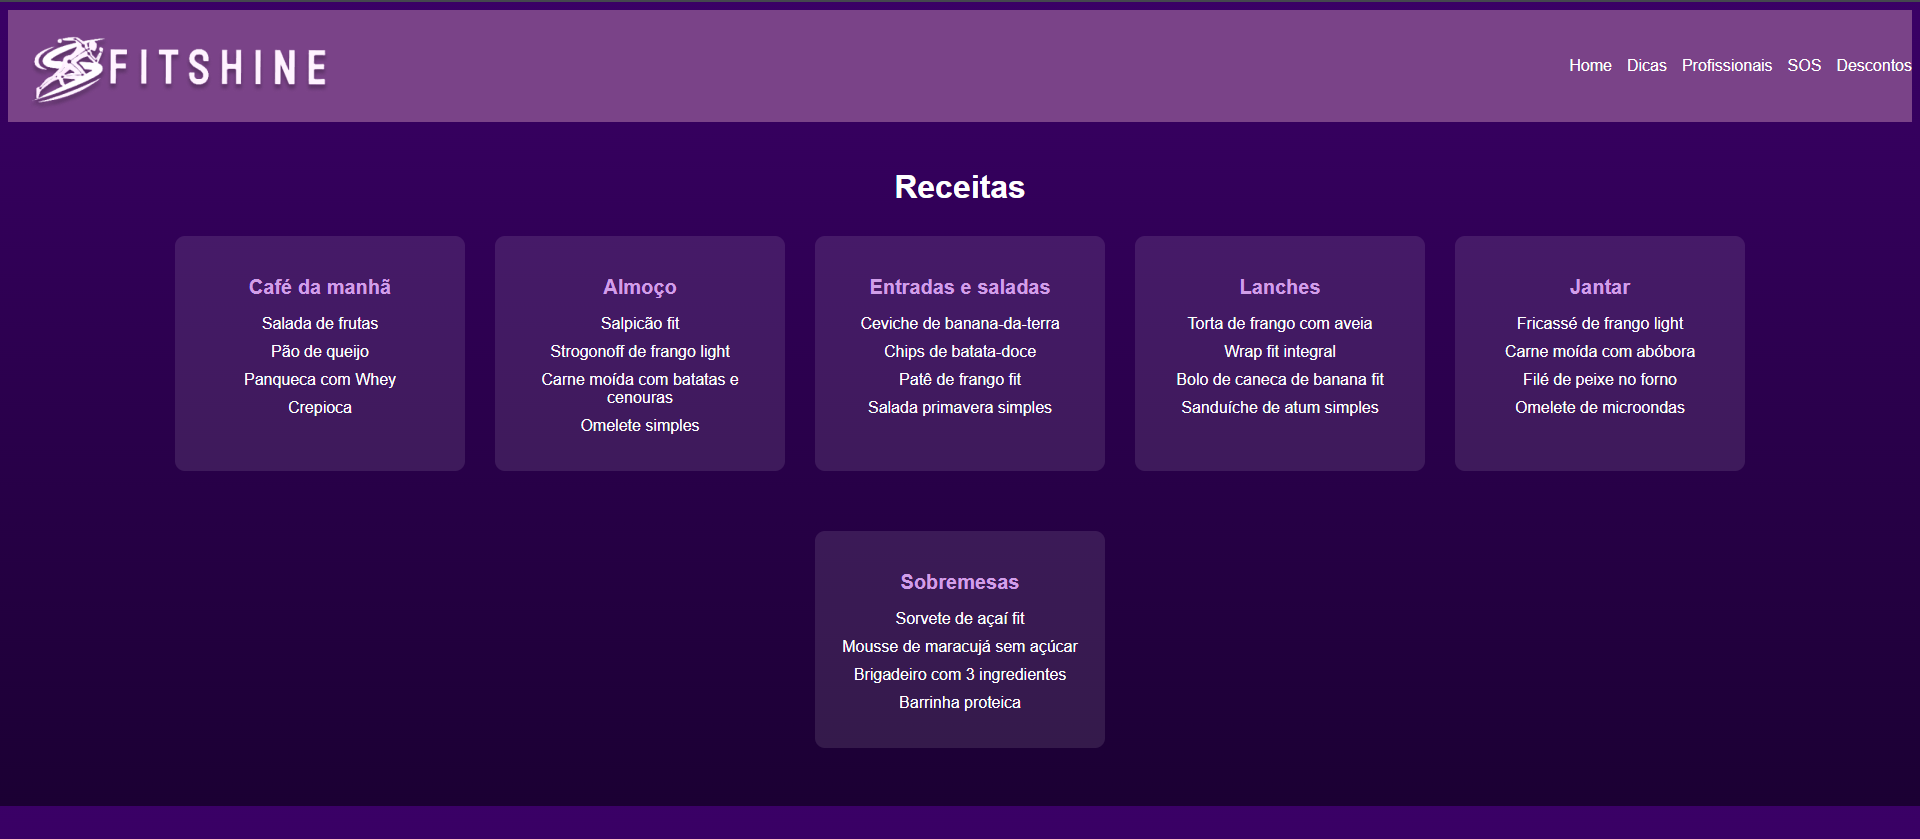 FITSHINE
Home Dicas Profissionais SOS Descontos
Receitas
Café da manhã
Salada de frutas
Pão de queijo
Panqueca com Whey
Crepioca
Almoço
Salpicão fit
Strogonoff de frango light
Carne moída com batatas e
cenouras
Omelete simples
Entradas e saladas
Ceviche de banana-da-terra
Chips de batata-doce
Patê de frango fit
Salada primavera simples
Lanches
Torta de frango com aveia
Wrap fit integral
Bolo de caneca de banana fit
Sanduíche de atum simples
Jantar
Fricassé de frango light
Carne moída com abóbora
Filé de peixe no forno
Omelete de microondas
Sobremesas
Sorvete de açaí fit
Mousse de maracujá sem açúcar
Brigadeiro com 3 ingredientes
Barrinha proteica